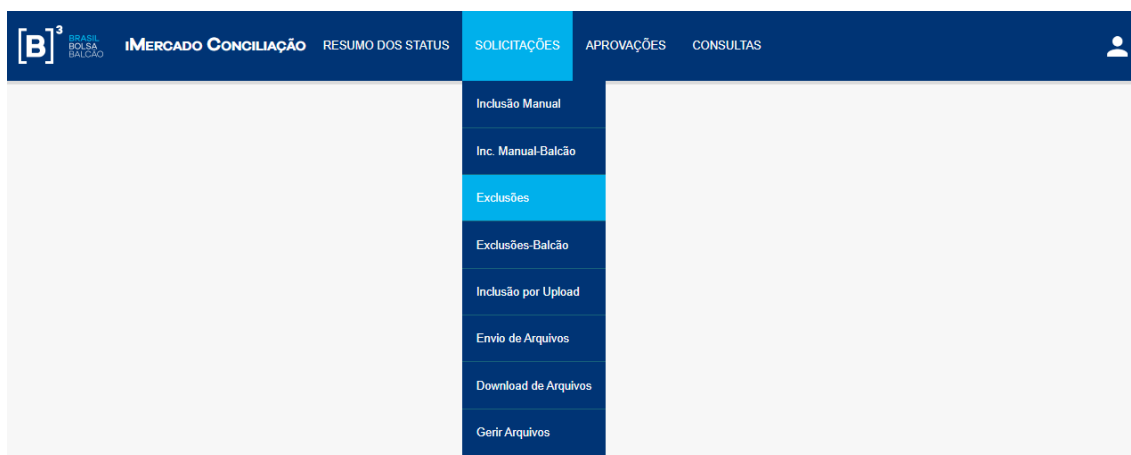 [B]³ BRASIL
BOLSA
BALCÃO
iMercado Conciliação RESUMO DOS STATUS SOLICITAÇÕES APROVAÇÕES CONSULTAS
Inclusão Manual
Inc. Manual-Balcão
Exclusões
Exclusões-Balcão
Inclusão por Upload
Envio de Arquivos
Download de Arquivos
Gerir Arquivos